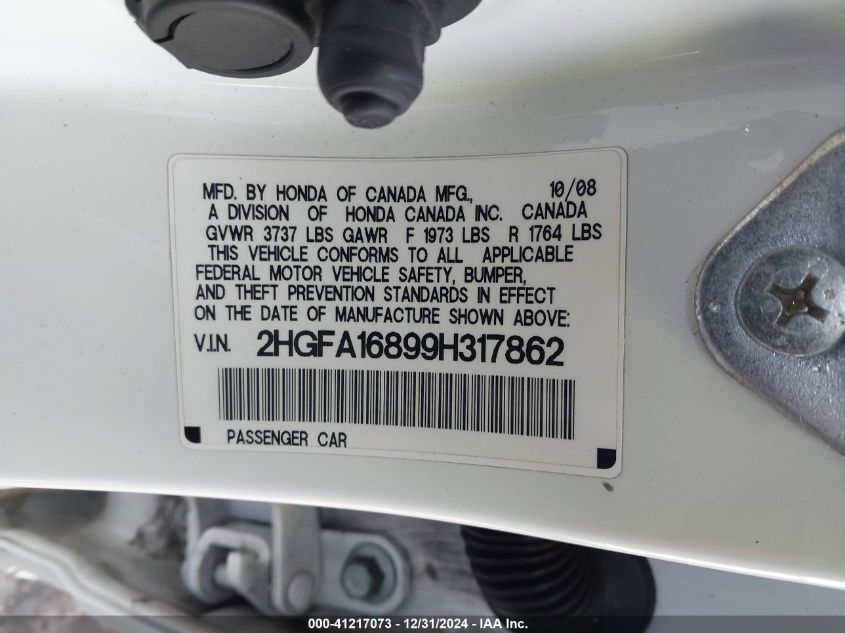 MFD. BY HONDA OF CANADA MFG., 10/08
A DIVISION OF HONDA CANADA INC. CANADA
GVWR 3737 LBS GAWR F 1973 LBS R 1764 LBS
THIS VEHICLE CONFORMS TO ALL APPLICABLE
FEDERAL MOTOR VEHICLE SAFETY, BUMPER,
AND THEFT PREVENTION STANDARDS IN EFFECT
ON THE DATE OF MANUFACTURE SHOWN ABOVE:
V.I.N. 2HGFA16899H317862
PASSENGER CAR
000-41217073 - 12/31/2024 - IAA Inc.